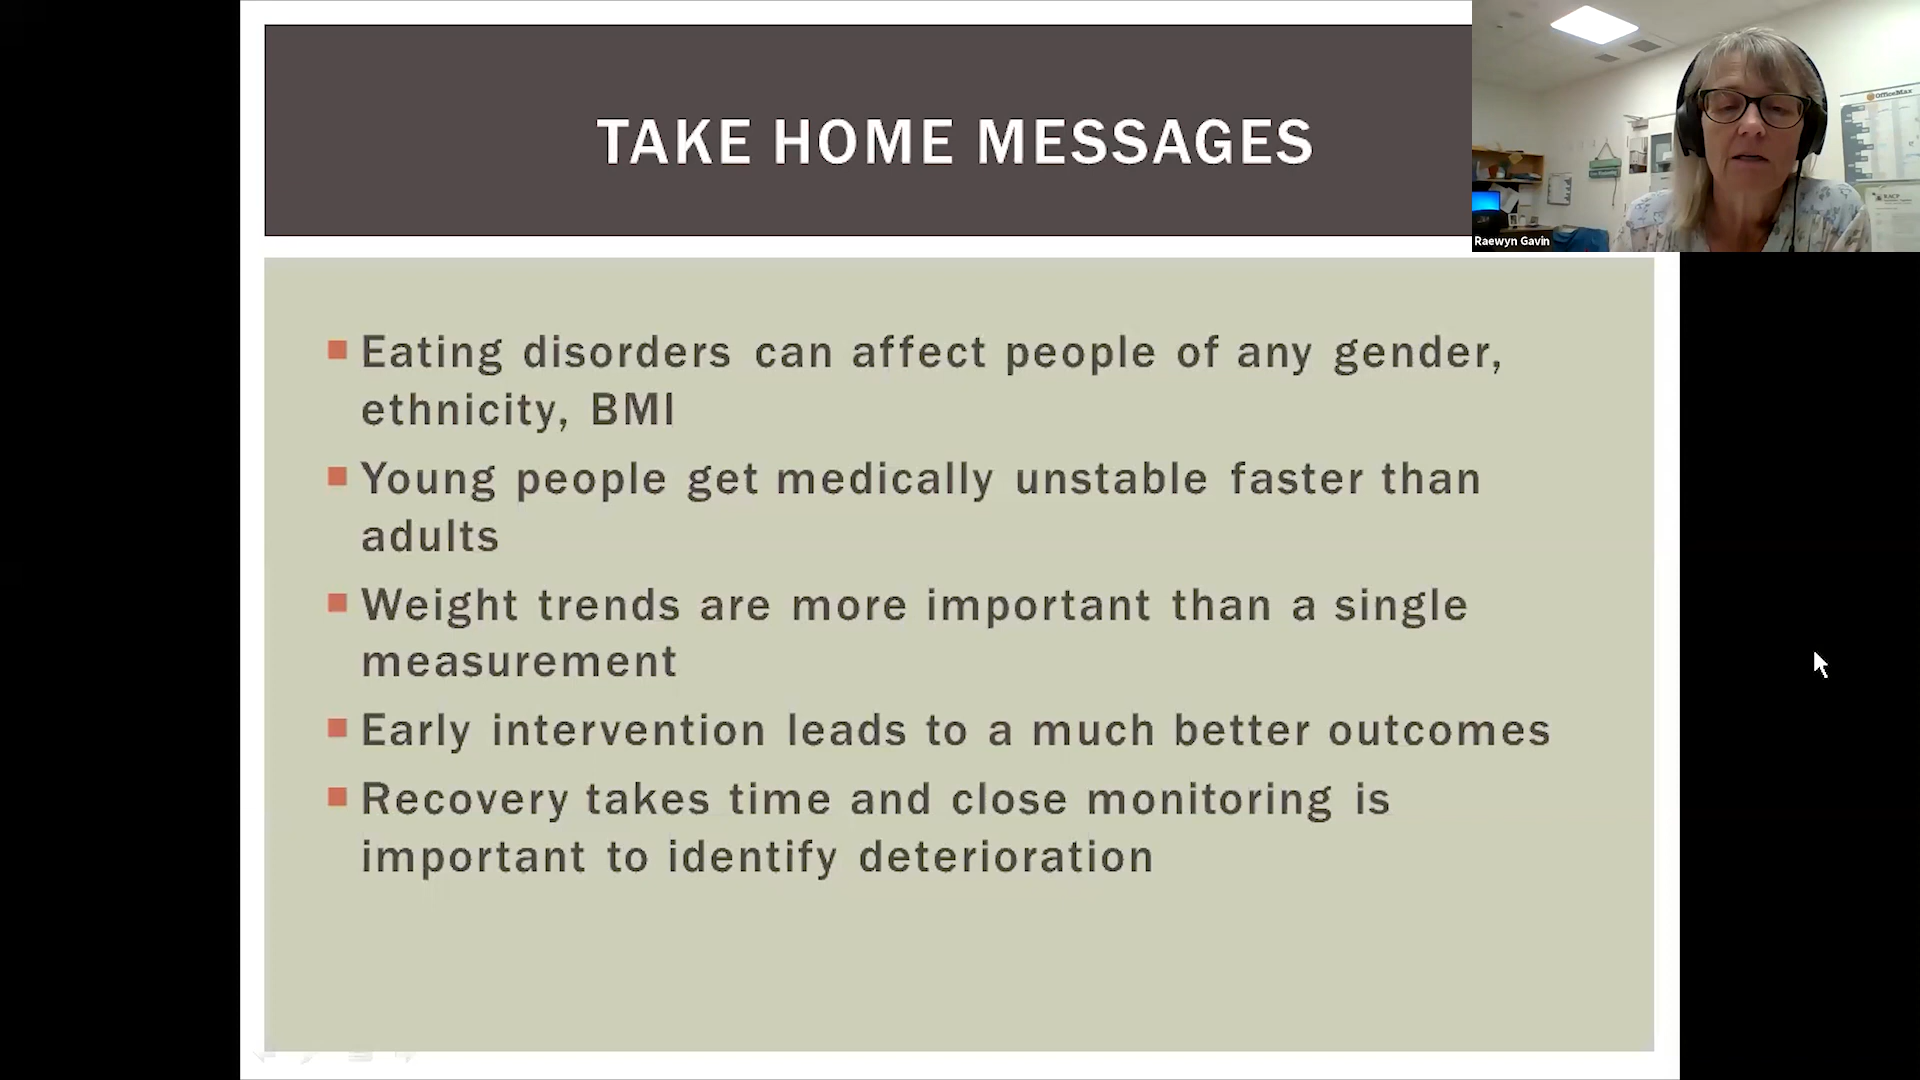 TAKE HOME MESSAGES
OfficeMax
RACP
Raewyn Gavin
Eating disorders can affect people of any gender,
ethnicity, BMI
Young people get medically unstable faster than
adults
Weight trends are more important than a single
measurement
Early intervention leads to a much better outcomes
Recovery takes time and close monitoring is
important to identify deterioration